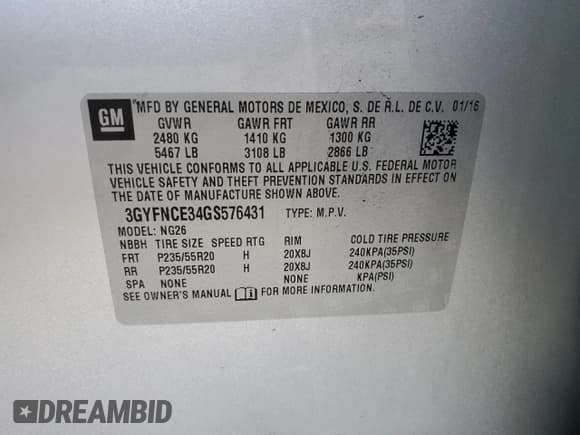 GM
MFD BY GENERAL MOTORS DE MEXICO, S. DE R.L. DE C.V. 01/16
GVWR GAWR FRT GAWR RR
2480 KG 1410 KG 1300 KG
5467 LB 3108 LB 2866 LB
THIS VEHICLE CONFORMS TO ALL APPLICABLE U.S. FEDERAL MOTOR
VEHICLE SAFETY AND THEFT PREVENTION STANDARDS IN EFFECT ON
THE DATE OF MANUFACTURE SHOWN ABOVE.
3GYFNCE34GS576431 TYPE: M.P.V.
MODEL: NG26
NBBH TIRE SIZE SPEED RTG RIM COLD TIRE PRESSURE
FRT P235/55R20 H 20X8J 240KPA(35PSI)
RR P235/55R20 H 20X8J 240KPA(35PSI)
SPA NONE NONE KPA(PSI)
SEE OWNER'S MANUAL FOR MORE INFORMATION.
DREAMBID